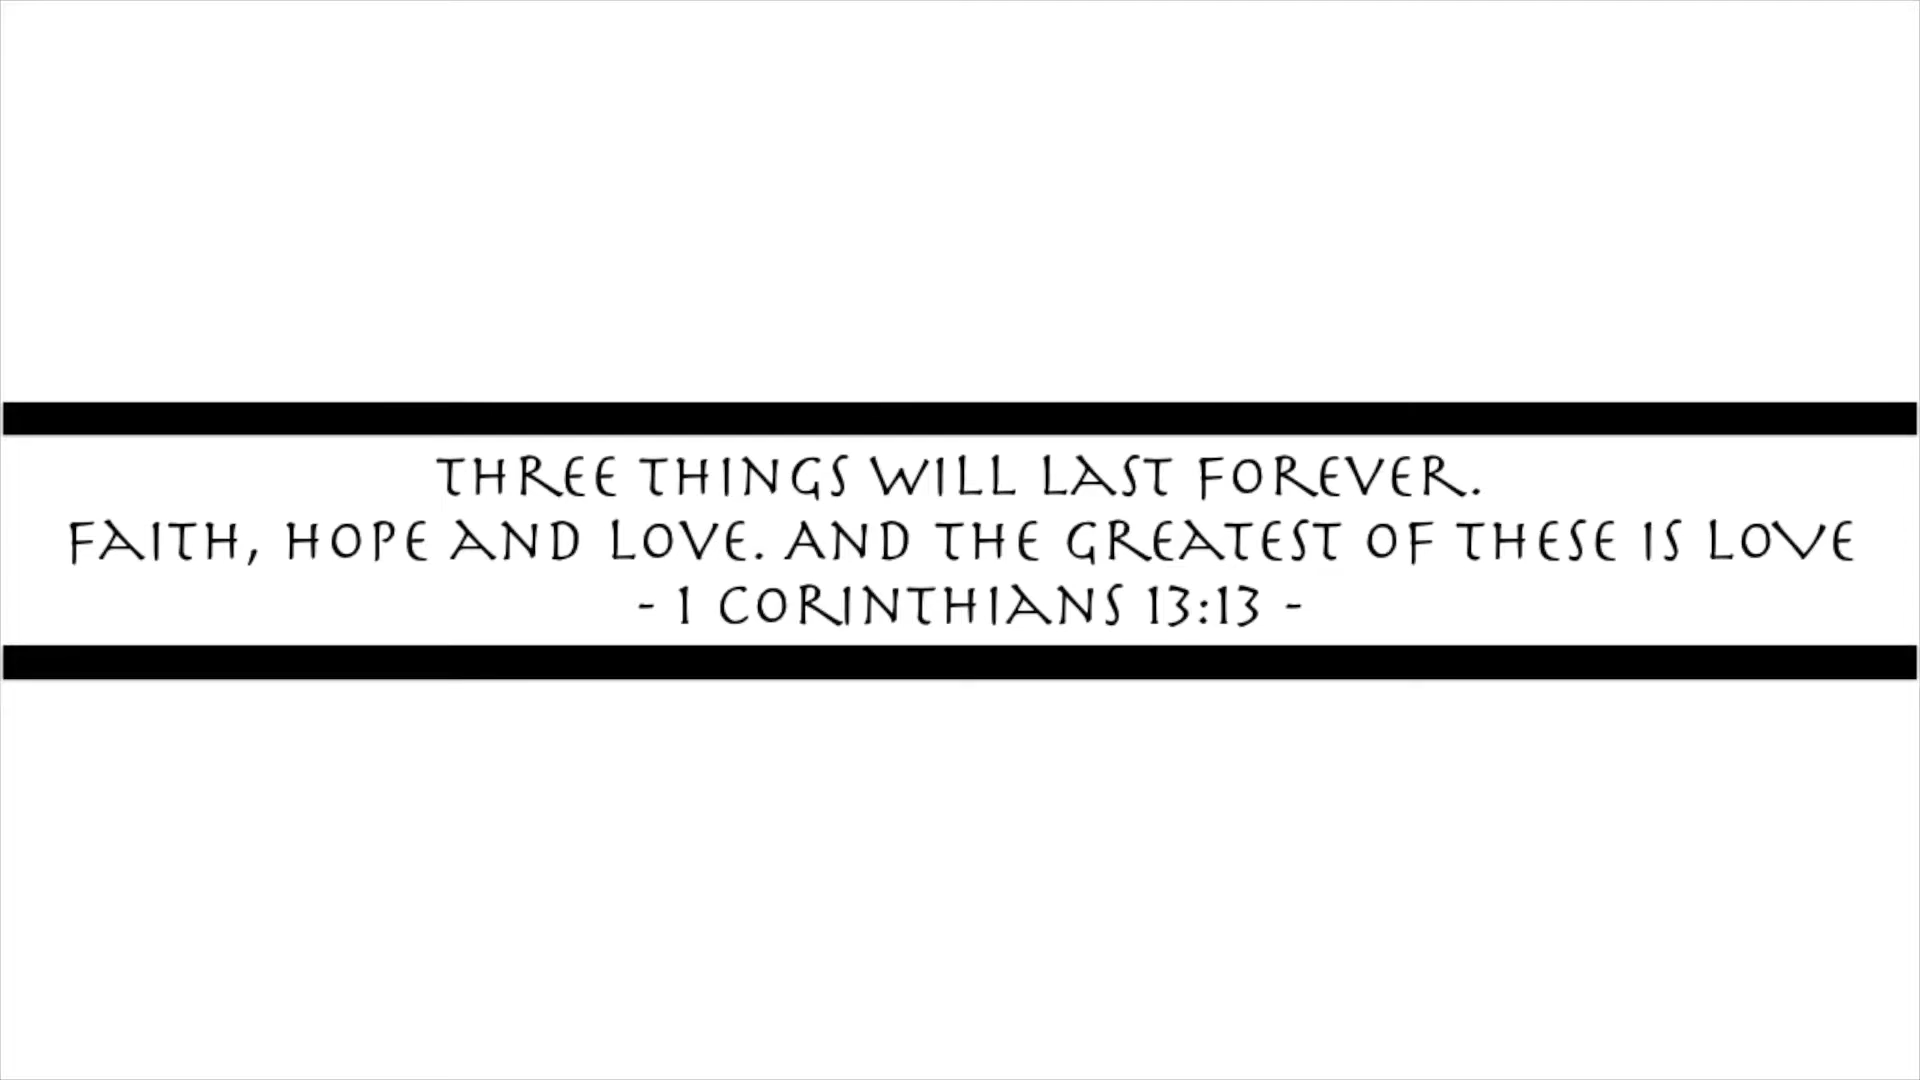 THREE THINGS WILL LAST FOREVER.
FAITH, HOPE AND LOVE. AND THE GREATEST OF THESE IS LOVE
- 1 CORINTHIANS 13:13 -